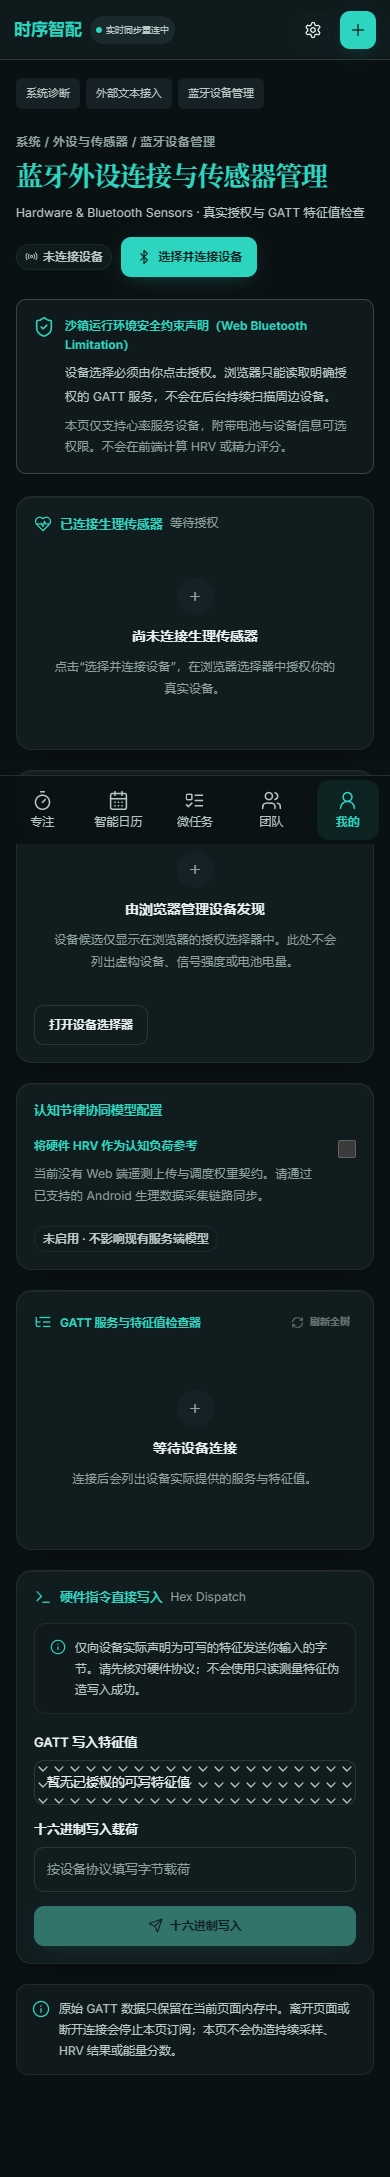 时序智配
实时同步重连中
系统诊断
外部文本接入
蓝牙设备管理
系统 / 外设与传感器 / 蓝牙设备管理
蓝牙外设连接与传感器管理
Hardware & Bluetooth Sensors · 真实授权与 GATT 特征值检查
未连接设备
选择并连接设备
沙箱运行环境安全约束声明（Web Bluetooth
Limitation）
设备选择必须由你点击授权。浏览器只能读取明确授
权的 GATT 服务，不会在后台持续扫描周边设备。
本页仅支持心率服务设备，附带电池与设备信息可选
权限。不会在前端计算 HRV 或精力评分。
已连接生理传感器 等待授权
尚未连接生理传感器
点击“选择并连接设备”，在浏览器选择器中授权你的
真实设备。
专注
智能日历
微任务
团队
我的
由浏览器管理设备发现
设备候选仅显示在浏览器的授权选择器中。此处不会
列出虚构设备、信号强度或电池电量。
打开设备选择器
认知节律协同模型配置
将硬件 HRV 作为认知负荷参考
当前没有 Web 端遥测上传与调度权重契约。请通过
已支持的 Android 生理数据采集链路同步。
未启用 · 不影响现有服务端模型
GATT 服务与特征值检查器
刷新全树
等待设备连接
连接后会列出设备实际提供的服务与特征值。
硬件指令直接写入 Hex Dispatch
仅向设备实际声明为可写的特征发送你输入的字
节。请先核对硬件协议；不会使用只读测量特征伪
造写入成功。
GATT 写入特征值
暂无已授权的可写特征值
十六进制写入载荷
按设备协议填写字节载荷
十六进制写入
原始 GATT 数据只保留在当前页面内存中。离开页面或
断开连接会停止本页订阅；本页不会伪造持续采样、
HRV 结果或能量分数。